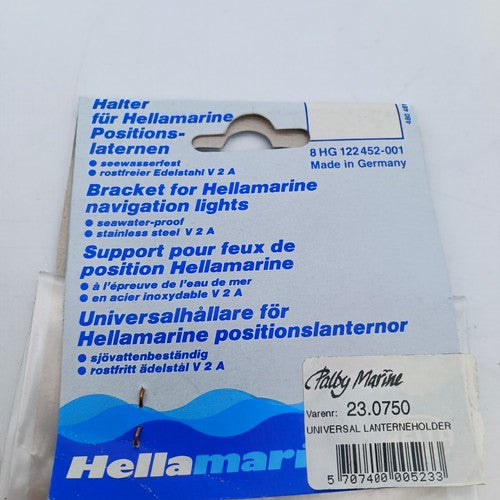 Halter
für Hellamarine
Positions-
laternen
seewasserfest
rostfreier Edelstahl V 2 A
8 HG 122 452-001
Made in Germany
Bracket for Hellamarine
navigation lights
seawater-proof
stainless steel V 2 A
Support pour feux de
position Hellamarine
à l'épreuve de l'eau de mer
en acier inoxydable V 2 A
Universalhållare för
Hellamarine positionslanternor
sjövattenbeständig
rostfritt ädelstål V 2 A
Hellamari
Palby Marine
Varenr: 23.0750
UNIVERSAL LANTERNEHOLDER
5 707400 005233